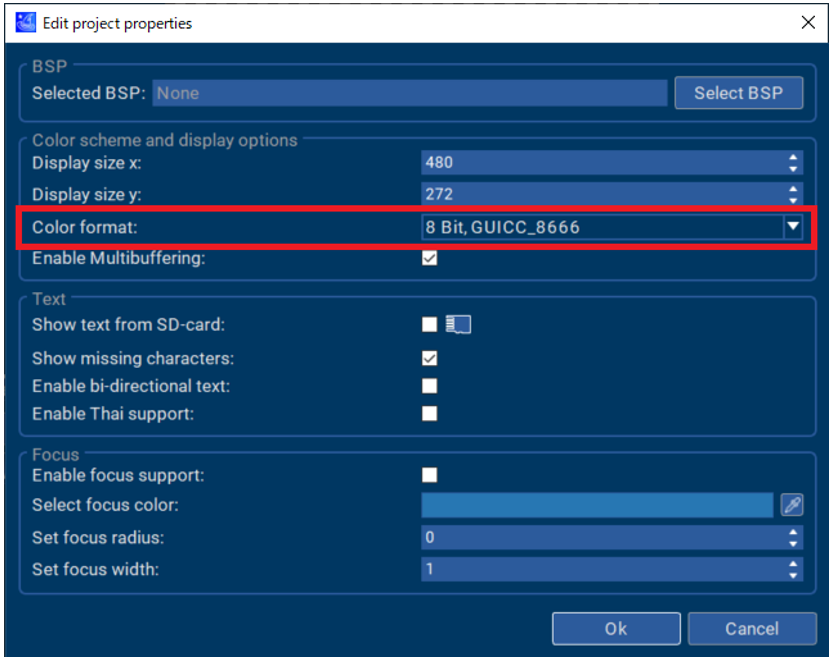 Edit project properties
BSP
Selected BSP: None Select BSP
Color scheme and display options
Display size x: 480
Display size y: 272
Color format: 8 Bit, GUICC_8666
Enable Multibuffering:
Text
Show text from SD-card:
Show missing characters:
Enable bi-directional text:
Enable Thai support:
Focus
Enable focus support:
Select focus color:
Set focus radius: 0
Set focus width: 1
Ok Cancel